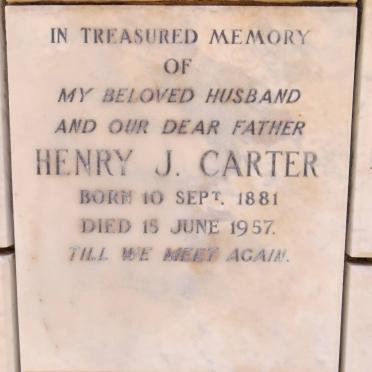 IN TREASURED MEMORY
OF
MY BELOVED HUSBAND
AND OUR DEAR FATHER
HENRY J. CARTER
BORN 10 SEPT. 1881
DIED 15 JUNE 1957.
TILL WE MEET AGAIN.